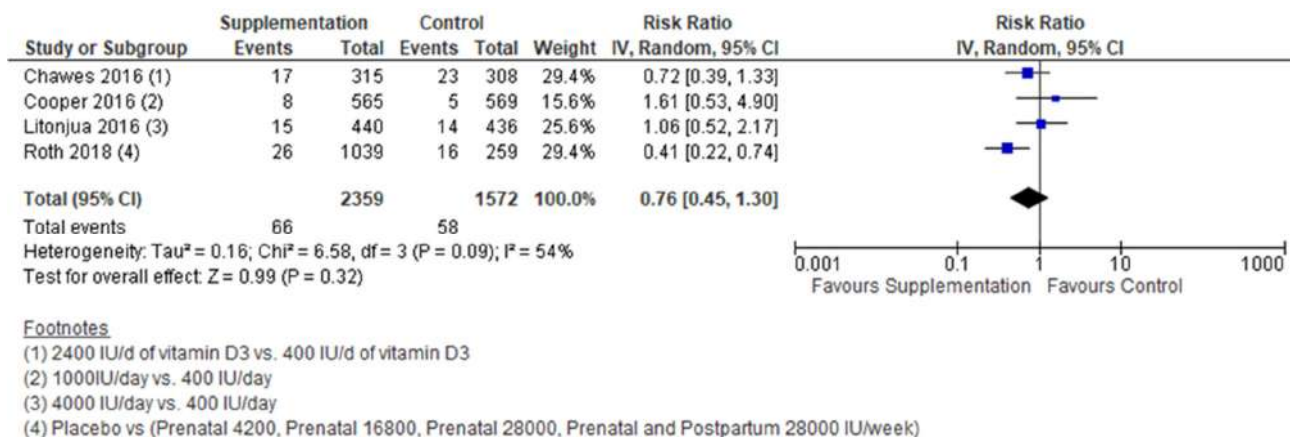 Supplementation Control Risk Ratio Risk Ratio
Study or Subgroup Events Total Events Total Weight IV, Random, 95% CI IV, Random, 95% CI
Chawes 2016 (1) 17 315 23 308 29.4% 0.72 [0.39, 1.33]
Cooper 2016 (2) 8 565 5 569 15.6% 1.61 [0.53, 4.90]
Litonjua 2016 (3) 15 440 14 436 25.6% 1.06 [0.52, 2.17]
Roth 2018 (4) 26 1039 16 259 29.4% 0.41 [0.22, 0.74]
Total (95% CI) 2359 1572 100.0% 0.76 [0.45, 1.30]
Total events 66 58
Heterogeneity: Tau² = 0.16; Chi² = 6.58, df = 3 (P = 0.09); I² = 54%
Test for overall effect: Z = 0.99 (P = 0.32)
0.001 0.1 1 10 1000
Favours Supplementation Favours Control
Footnotes
(1) 2400 IU/d of vitamin D3 vs. 400 IU/d of vitamin D3
(2) 1000IU/day vs. 400 IU/day
(3) 4000 IU/day vs. 400 IU/day
(4) Placebo vs (Prenatal 4200, Prenatal 16800, Prenatal 28000, Prenatal and Postpartum 28000 IU/week)